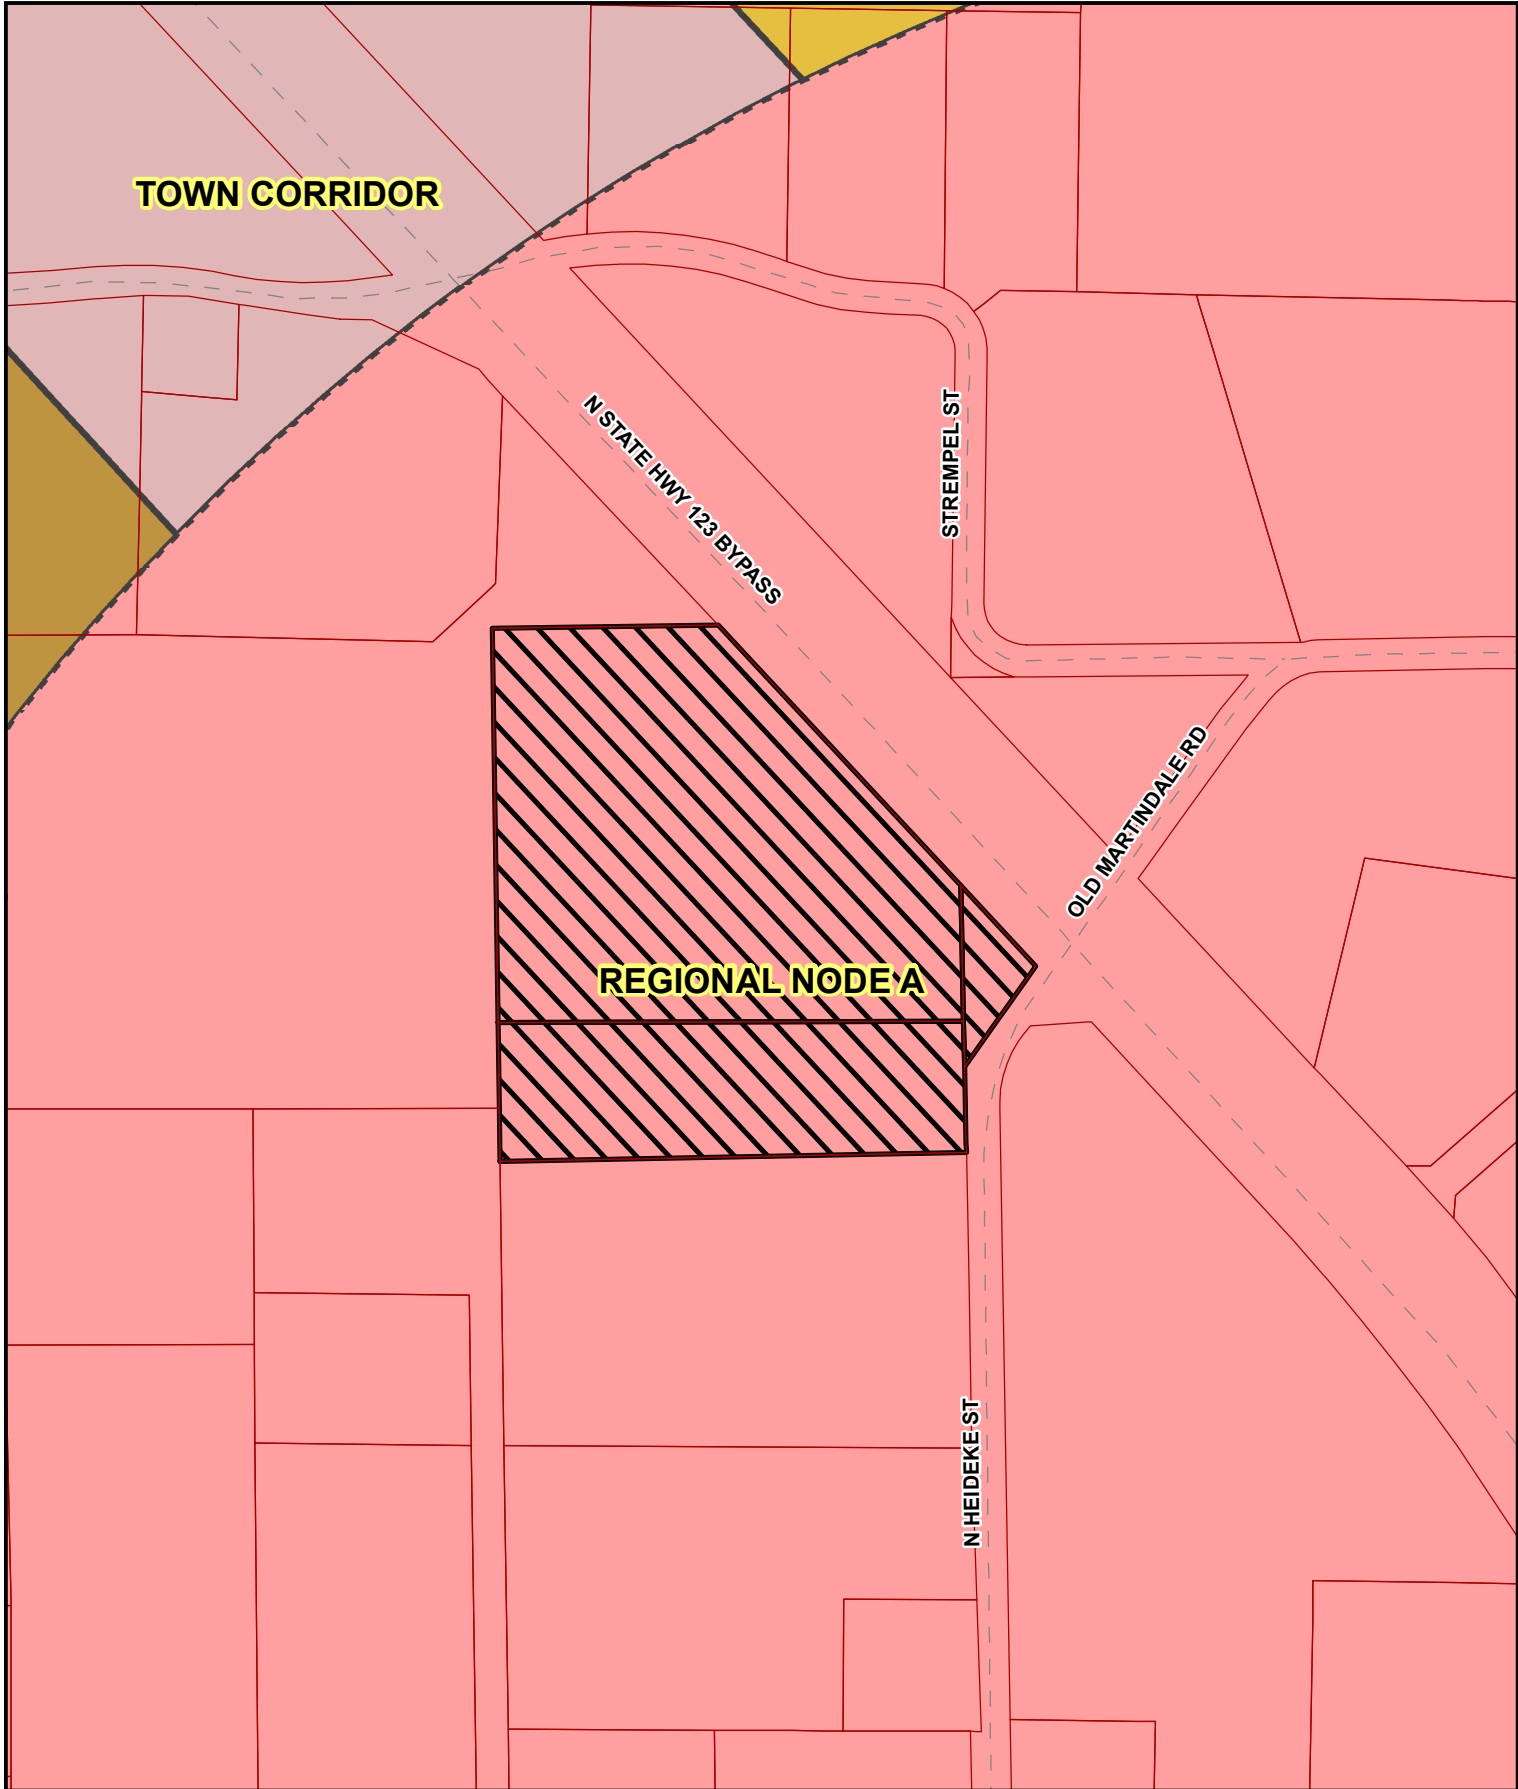 TOWN CORRIDOR
N STATE HWY 123 BYPASS
STREMPEL ST
OLD MARTINDALE RD
REGIONAL NODE A
N HEIDEKE ST